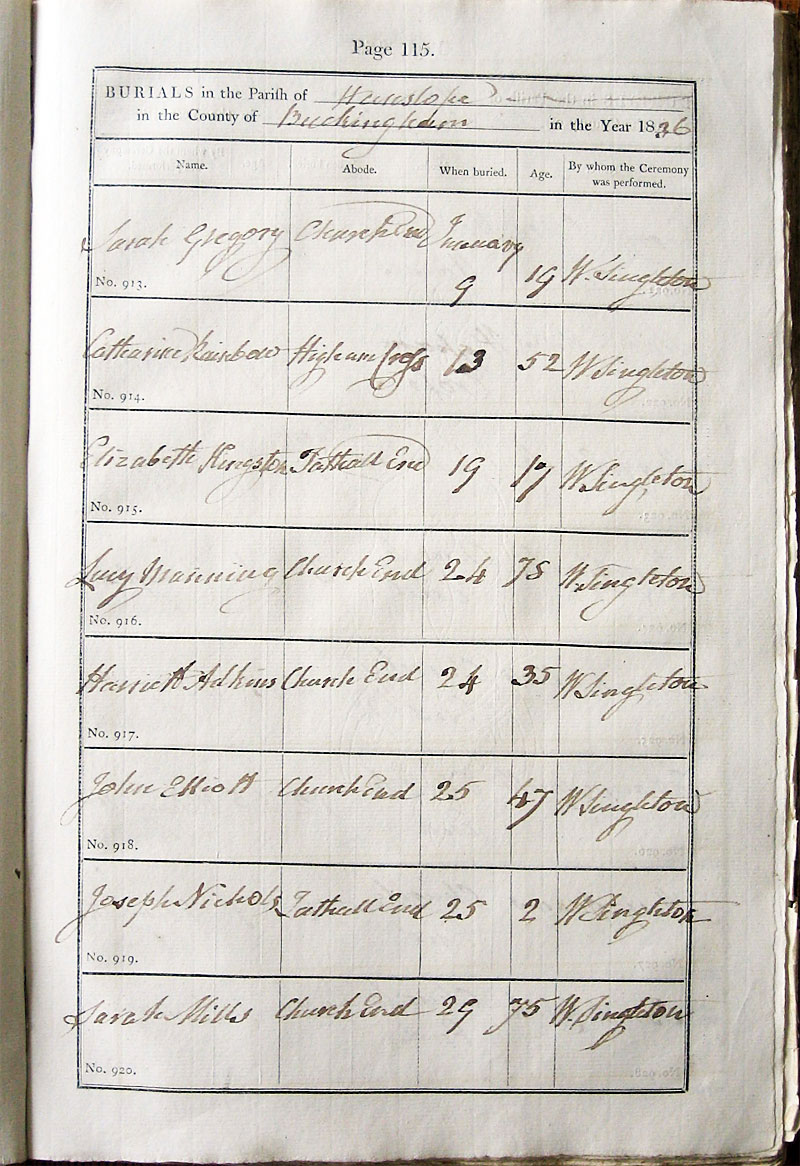 Page 115.
BURIALS in the Parish of Hanslope
in the County of Buckingham in the Year 1836
Name. Abode. When buried. Age. By whom the Ceremony was performed.
Sarah Gregory Church End January 9 19 W. Singleton
No. 913.
Catharine Rainbow Higham Cross 13 52 W Singleton
No. 914.
Elizabeth Kingston Tathall End 19 17 W Singleton
No. 915.
Lucy Manning Church End 24 75 W. Singleton
No. 916.
Harriett Adkins Church End 24 35 W Singleton
No. 917.
John Elliott Church End 25 47 W Singleton
No. 918.
Joseph Nichols Tathall End 25 2 W Singleton
No. 919.
Sarah Mills Church End 29 75 W. Singleton
No. 920.